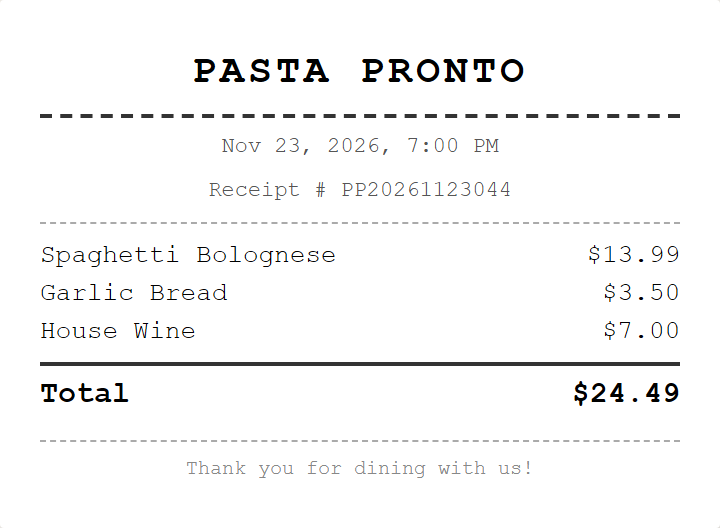 PASTA PRONTO
Nov 23, 2026, 7:00 PM
Receipt # PP20261123044
Spaghetti Bolognese $13.99
Garlic Bread $3.50
House Wine $7.00
Total $24.49
Thank you for dining with us!